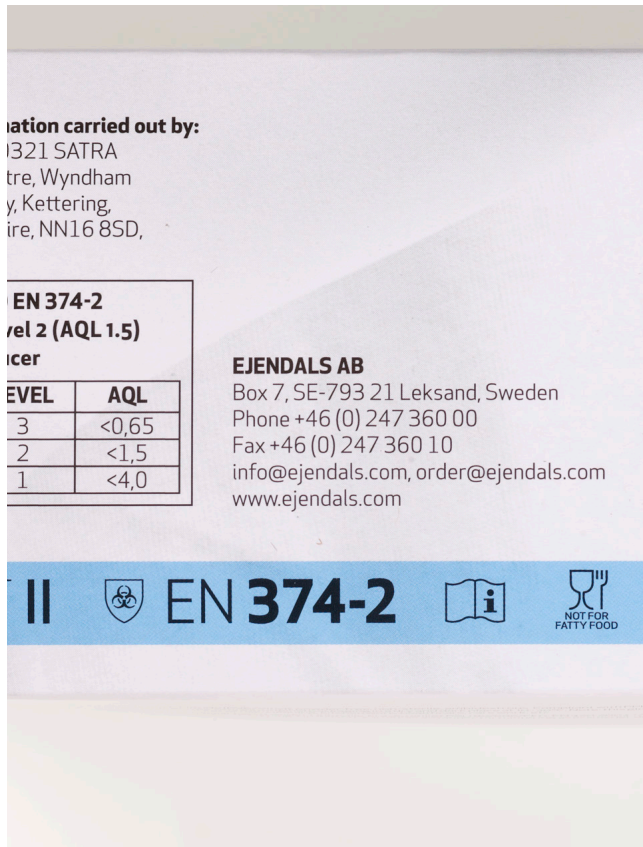 nation carried out by:
0321 SATRA
tre, Wyndham
y, Kettering,
ire, NN16 8SD,
EN 374-2
vel 2 (AQL 1.5)
ucer
EVEL AQL
3 <0,65
2 <1,5
1 <4,0
EJENDALS AB
Box 7, SE-793 21 Leksand, Sweden
Phone +46 (0) 247 360 00
Fax +46 (0) 247 360 10
info@ejendals.com, order@ejendals.com
www.ejendals.com
II EN 374-2 i
NOT FOR
FATTY FOOD